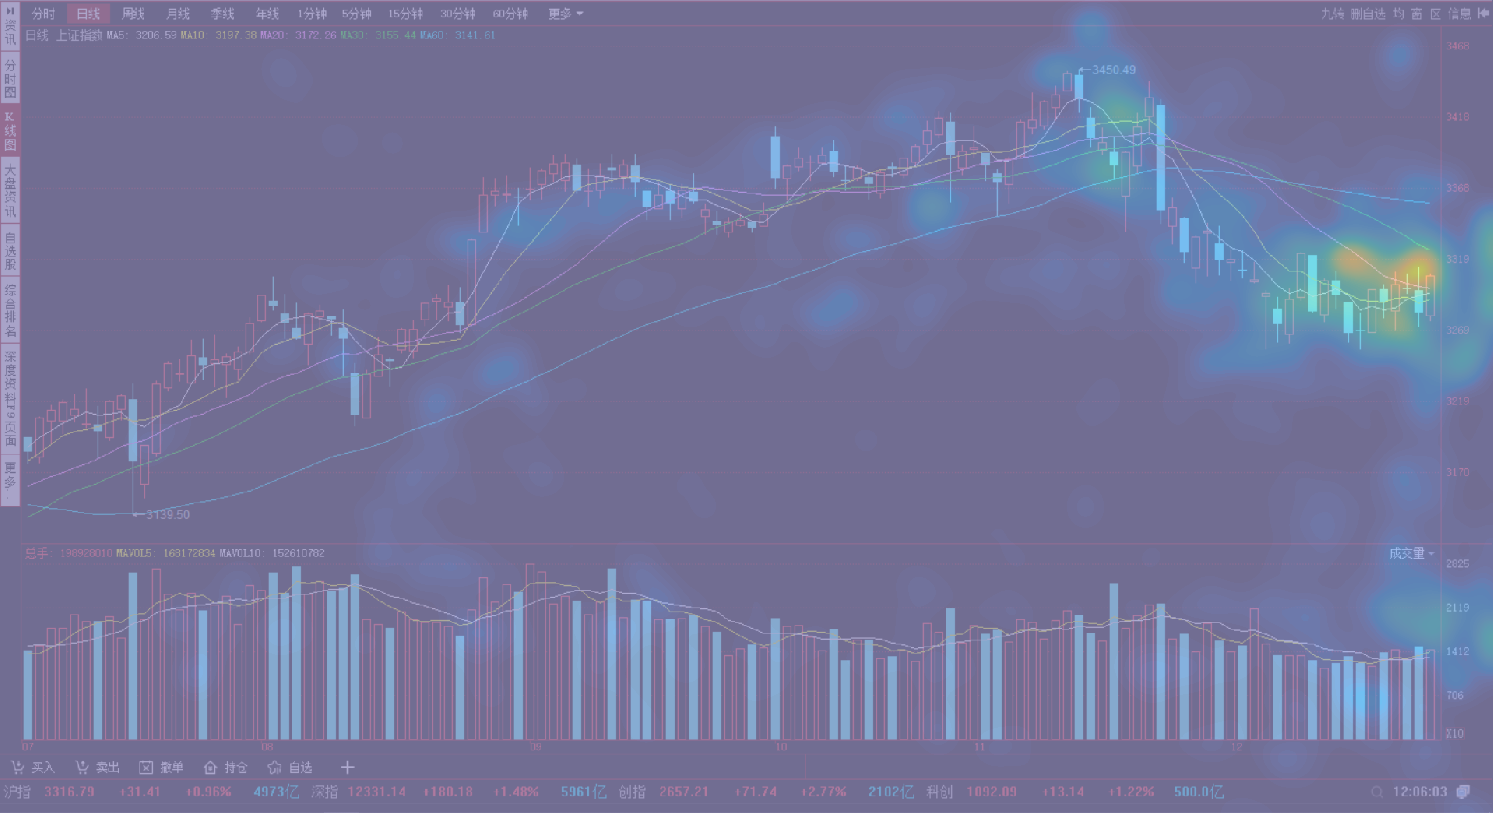 分时 日线 周线 月线 季线 年线 1分钟 5分钟 15分钟 30分钟 60分钟 更多 九转 删自选 均 窗 区 信息
日线 上证指数 MA5: 3206.59 MA10: 3197.38 MA20: 3172.26 MA30: 3155.44 MA60: 3141.61
资讯
分时图
K线图
大盘资讯
自选股
综合排名
深度资料F9页面
更多
3468
3450.49
3418
3368
3319
3269
3219
3170
3139.50
总手: 198928010 MAVOL5: 168172834 MAVOL10: 152610782 成交量
2825
2119
1412
706
X10
07 08 09 10 11 12
买入 卖出 撤单 持仓 自选
沪指 3316.79 +31.41 +0.96% 4973亿 深指 12331.14 +180.18 +1.48% 5961亿 创指 2657.21 +71.74 +2.77% 2102亿 科创 1092.09 +13.14 +1.22% 500.0亿 12:06:03